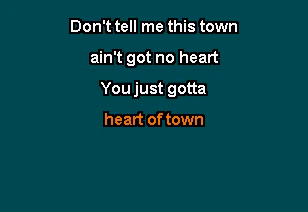 Don't tell me this town
ain't got no heart
You just gotta
heart of town